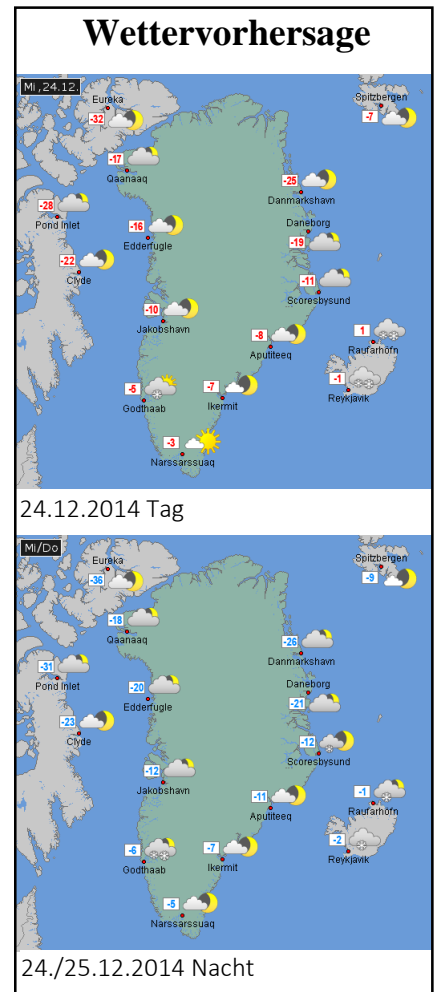 Wettervorhersage
Mi,24.12.
Eureka
-32
Spitzbergen
-7
-17
Qaanaaq
-25
Danmarkshavn
-28
Pond Inlet
-16
Edderfugle
Daneborg
-19
-22
Clyde
-11
Scoresbysund
-10
Jakobshavn
-8
Aputiteeq
1
Raufarhöfn
-5
Godthaab
-7
Ikermit
-1
Reykjavik
-3
Narssarssuaq
24.12.2014 Tag
Mi/Do
Eureka
-36
Spitzbergen
-9
-18
Qaanaaq
-26
Danmarkshavn
-31
Pond Inlet
-20
Edderfugle
Daneborg
-21
-23
Clyde
-12
Scoresbysund
-12
Jakobshavn
-11
Aputiteeq
-1
Raufarhöfn
-6
Godthaab
-7
Ikermit
-2
Reykjavik
-5
Narssarssuaq
24./25.12.2014 Nacht